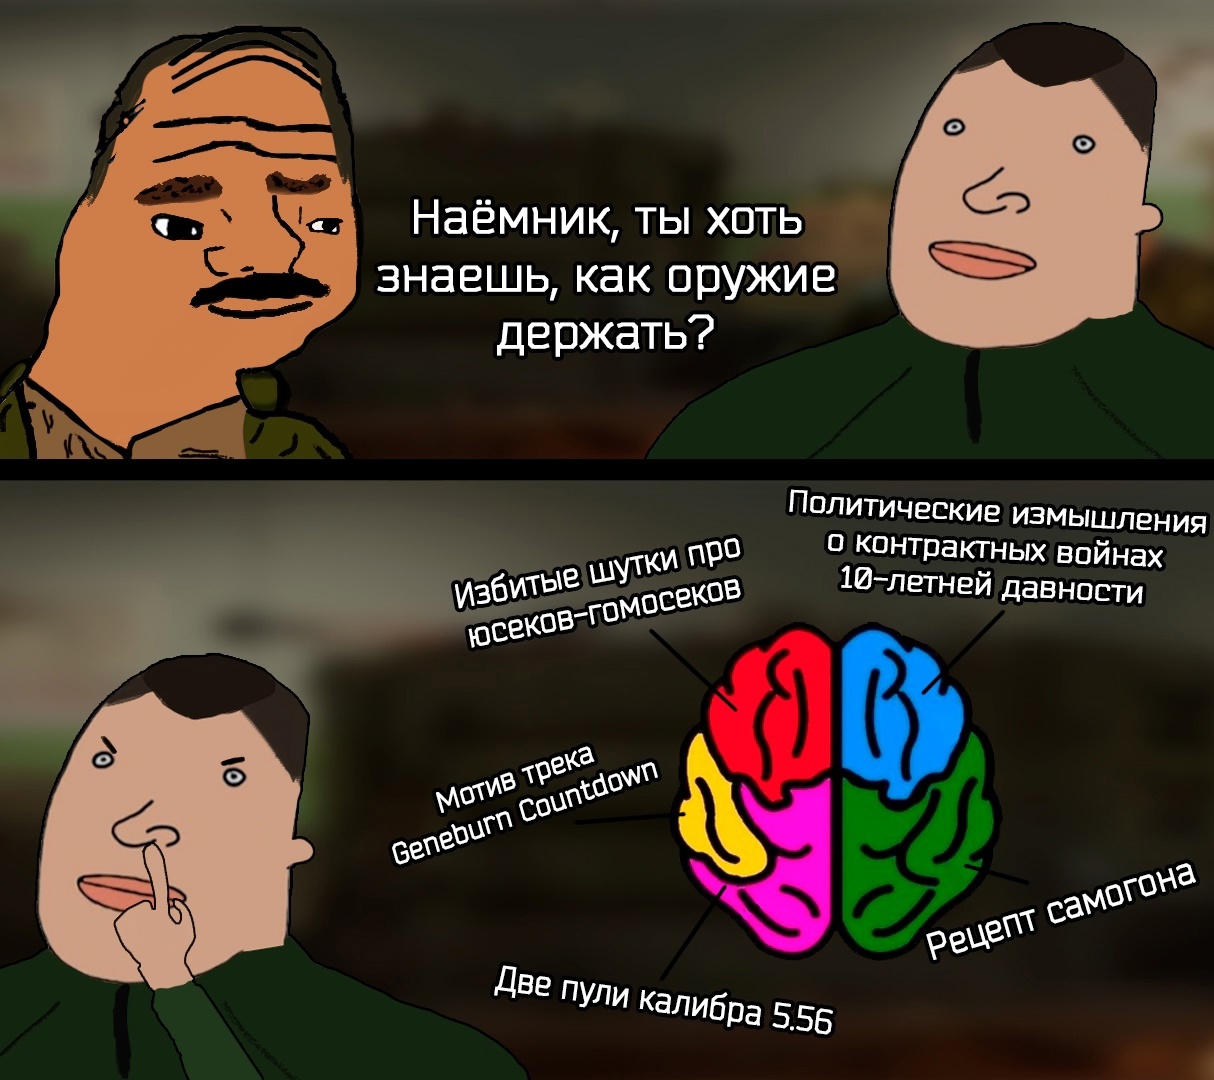 Наёмник, ты хоть
знаешь, как оружие
держать?
Политические измышления
о контрактных войнах
10-летней давности
Избитые шутки про
юсеков-гомосеков
Мотив трека
Geneburn Countdown
Рецепт самогона
Две пули калибра 5.56